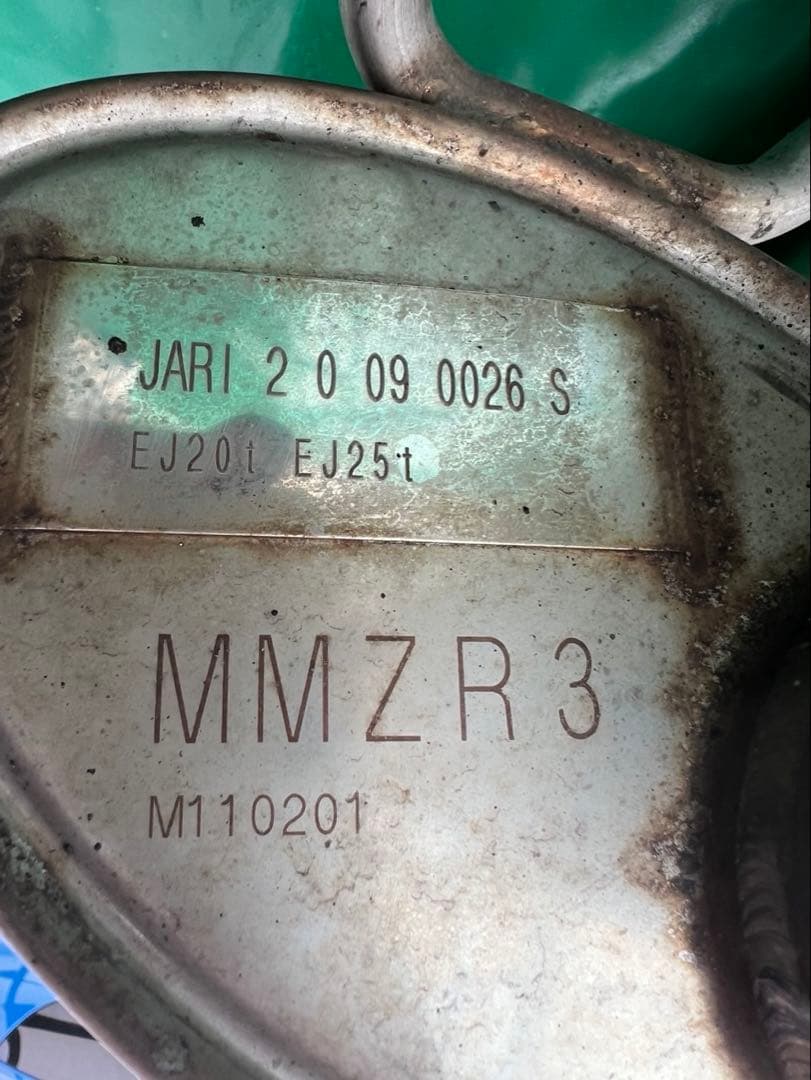 JARI 2 0 09 0026 S
EJ20t EJ25t
MMZR3
M110201